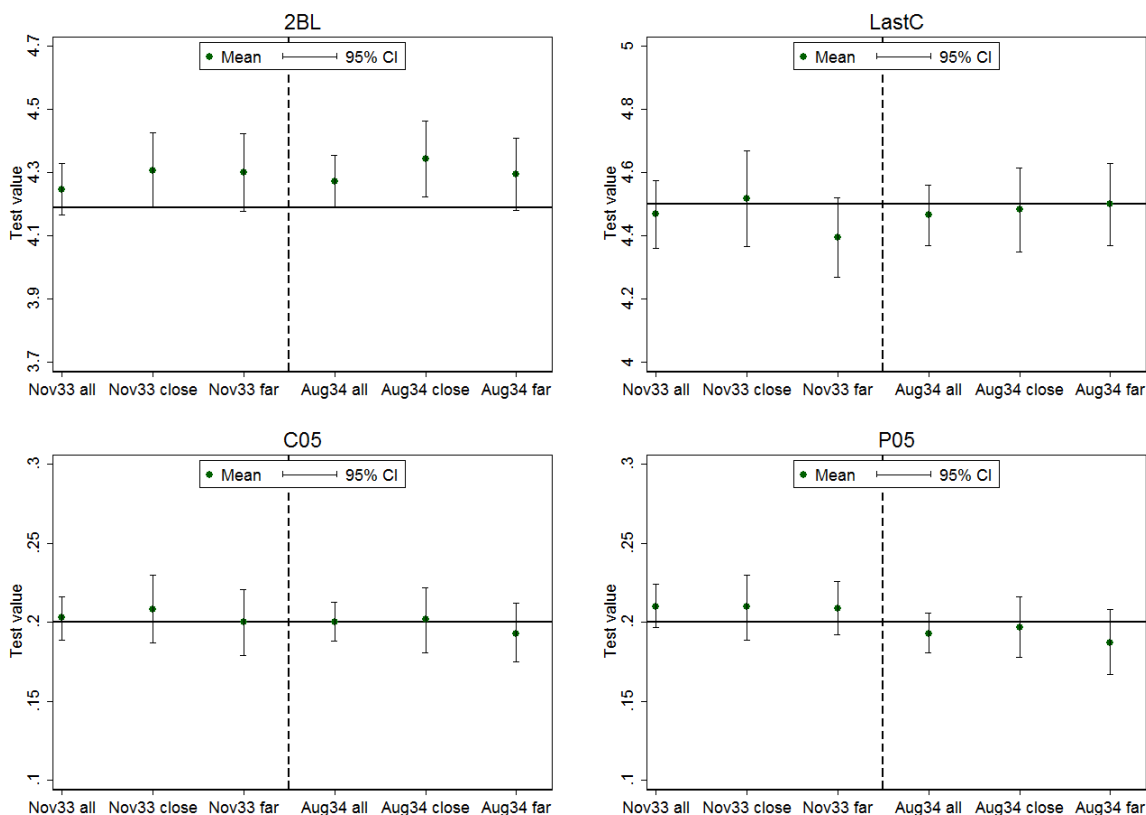 2BL
Mean 95% CI
Test value
4.7
4.5
4.3
4.1
3.9
3.7
Nov33 all Nov33 close Nov33 far Aug34 all Aug34 close Aug34 far
LastC
Mean 95% CI
Test value
5
4.8
4.6
4.4
4.2
4
Nov33 all Nov33 close Nov33 far Aug34 all Aug34 close Aug34 far
C05
Mean 95% CI
Test value
.3
.25
.2
.15
.1
Nov33 all Nov33 close Nov33 far Aug34 all Aug34 close Aug34 far
P05
Mean 95% CI
Test value
.3
.25
.2
.15
.1
Nov33 all Nov33 close Nov33 far Aug34 all Aug34 close Aug34 far